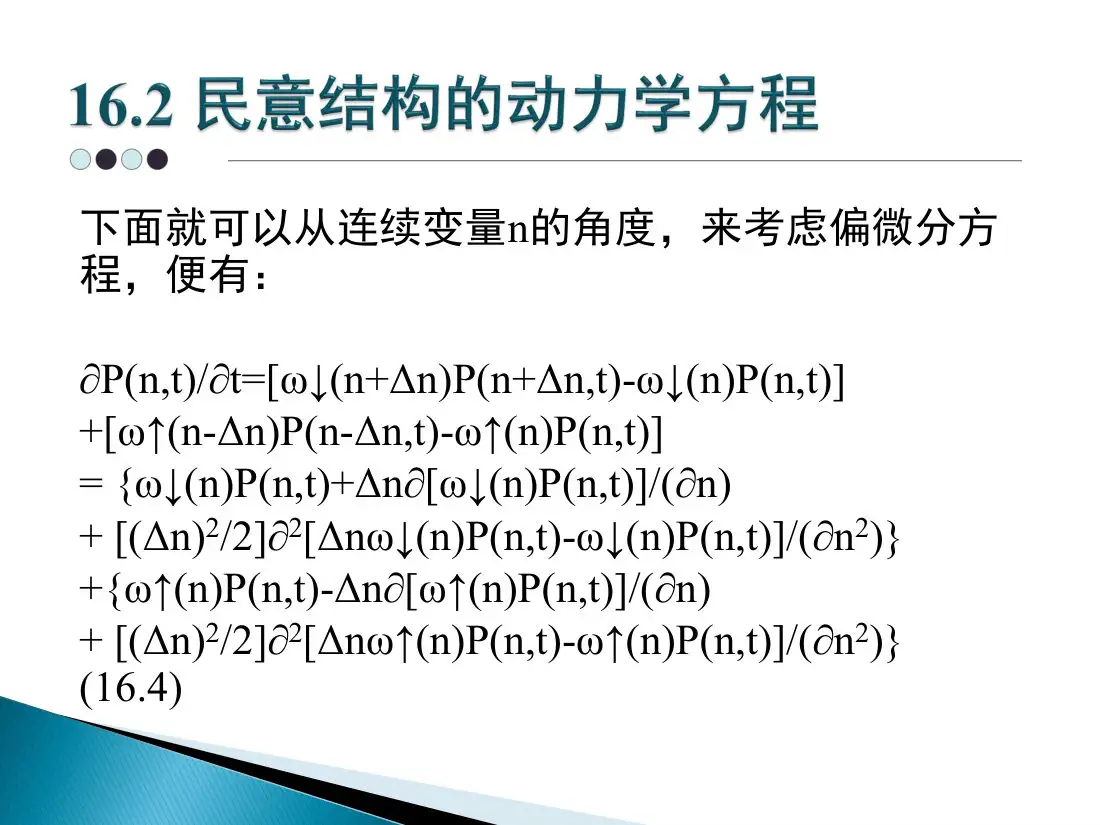 16.2 民意结构的动力学方程
下面就可以从连续变量n的角度，来考虑偏微分方
程，便有：
∂P(n,t)/∂t=[ω↓(n+Δn)P(n+Δn,t)-ω↓(n)P(n,t)]
+[ω↑(n-Δn)P(n-Δn,t)-ω↑(n)P(n,t)]
= {ω↓(n)P(n,t)+Δn∂[ω↓(n)P(n,t)]/(∂n)
+ [(Δn)²/2]∂²[Δnω↓(n)P(n,t)-ω↓(n)P(n,t)]/(∂n²)}
+{ω↑(n)P(n,t)-Δn∂[ω↑(n)P(n,t)]/(∂n)
+ [(Δn)²/2]∂²[Δnω↑(n)P(n,t)-ω↑(n)P(n,t)]/(∂n²)}
(16.4)